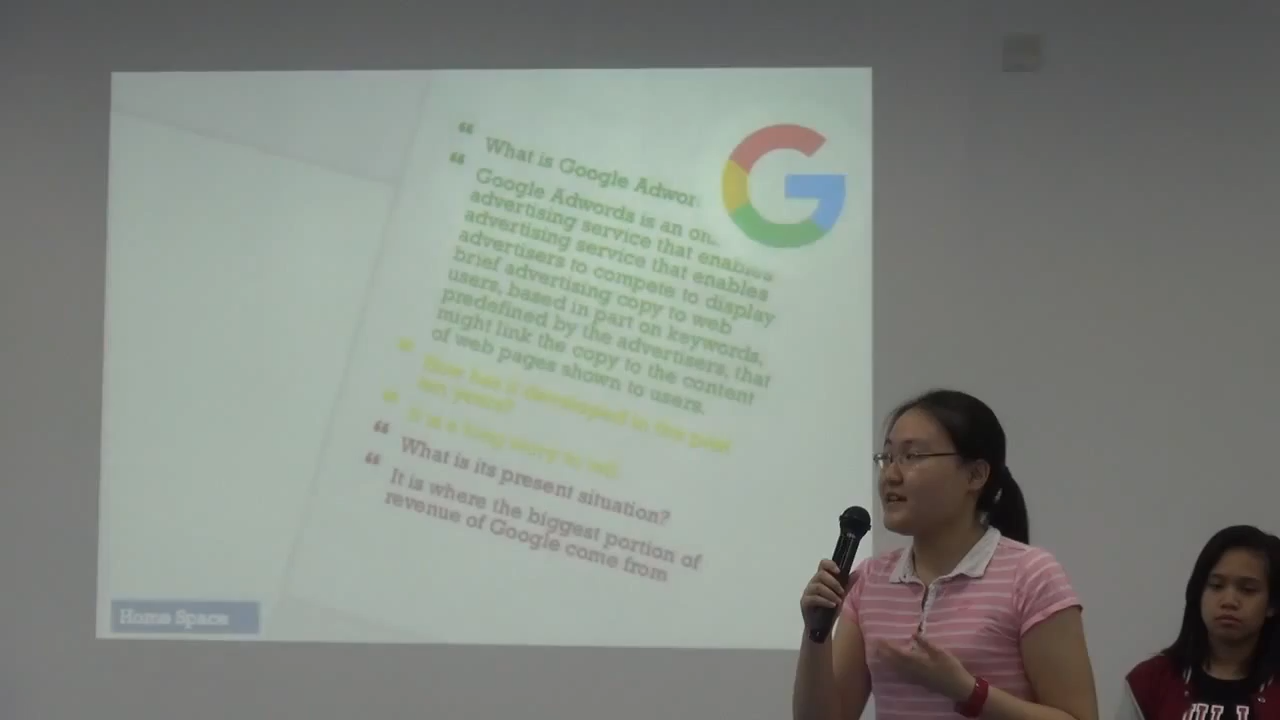 “ What is Google Adwor
“ Google Adwords is an on
advertising service that enables
advertising service that enables
advertisers to compete to display
brief advertising copy to web
users, based in part on keywords,
predefined by the advertisers, that
might link the copy to the content
of web pages shown to users.
“ How has it developed in the past
ten years?
“ It is a long story to tell.
“ What is its present situation?
“ It is where the biggest portion of
revenue of Google come from
G
Home Space